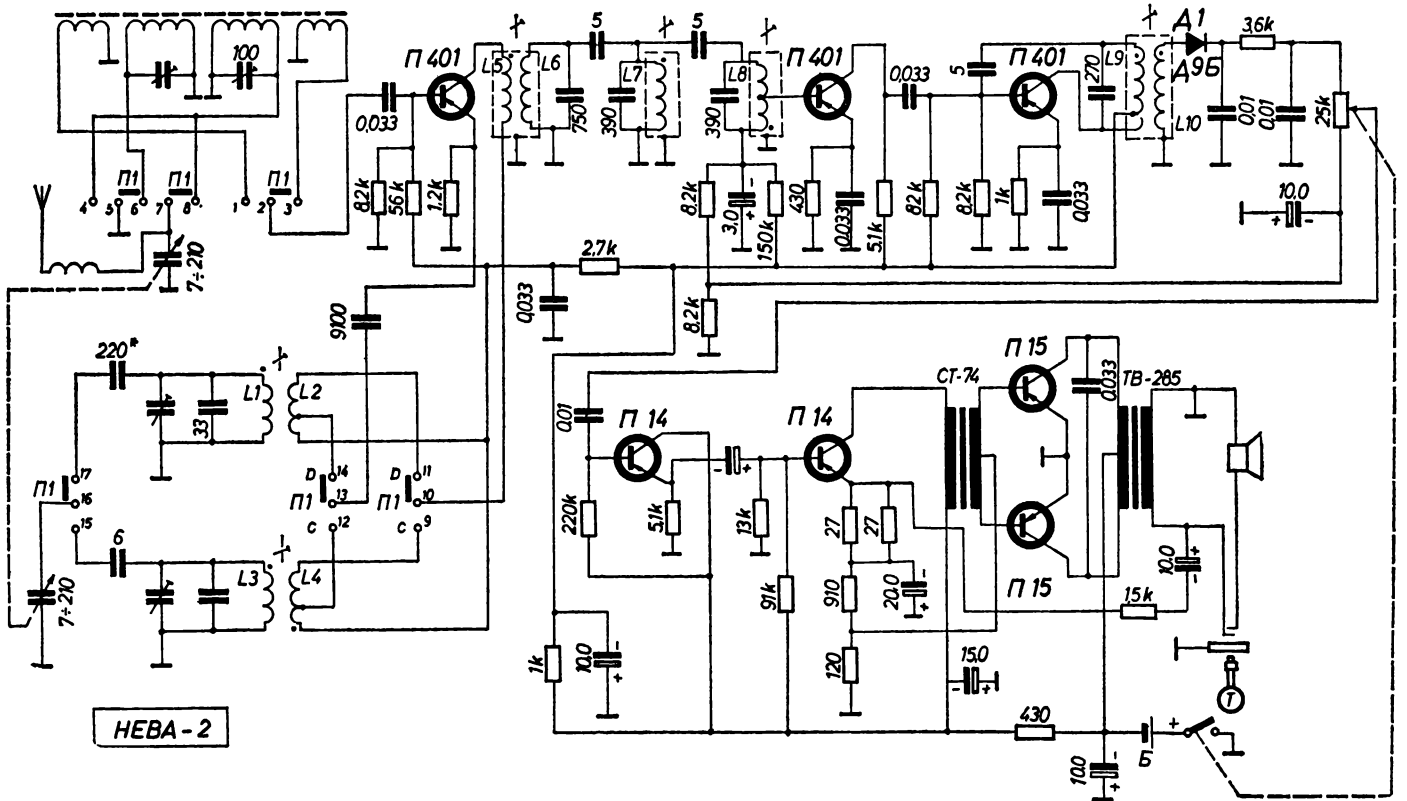 100
П 401
L5
L6
5
5
L7
L8
П 401
П 401
L9
L10
Д1
Д9Б
3,6k
0,033
750
390
390
0,033
5
270
0,01
0,01
25k
4
П1
5
6
П1
7
8
1
П1
2
3
8,2k
56k
1,2k
8,2k
3,0
-
+
150k
430
0,033
5,1k
82k
8,2k
1k
0,033
10,0
+
-
7÷210
2,7k
0,033
9100
8,2k
220*
L1
L2
33
П 15
СТ-74
0,033
ТВ-285
0,01
П 14
П 14
17
П1
16
15
D
14
П1
13
C
12
D
11
П1
10
C
9
220k
5,1k
-
+
13k
27
27
6
L3
L4
7÷210
91k
910
20,0
-
+
П 15
1,5k
10,0
+
-
1k
10,0
-
+
120
15,0
-
+
Т
НЕВА-2
430
Б
+
10,0
-
+